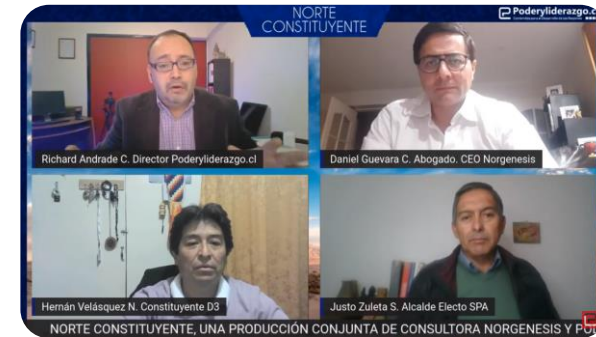 NORTE
CONSTITUYENTE
Poderyliderazgo.c
Richard Andrade C. Director Poderyliderazgo.cl
Daniel Guevara C. Abogado. CEO Norgenesis
Hernán Velásquez N. Constituyente D3
Justo Zuleta S. Alcalde Electo SPA
NORTE CONSTITUYENTE, UNA PRODUCCIÓN CONJUNTA DE CONSULTORA NORGENESIS Y